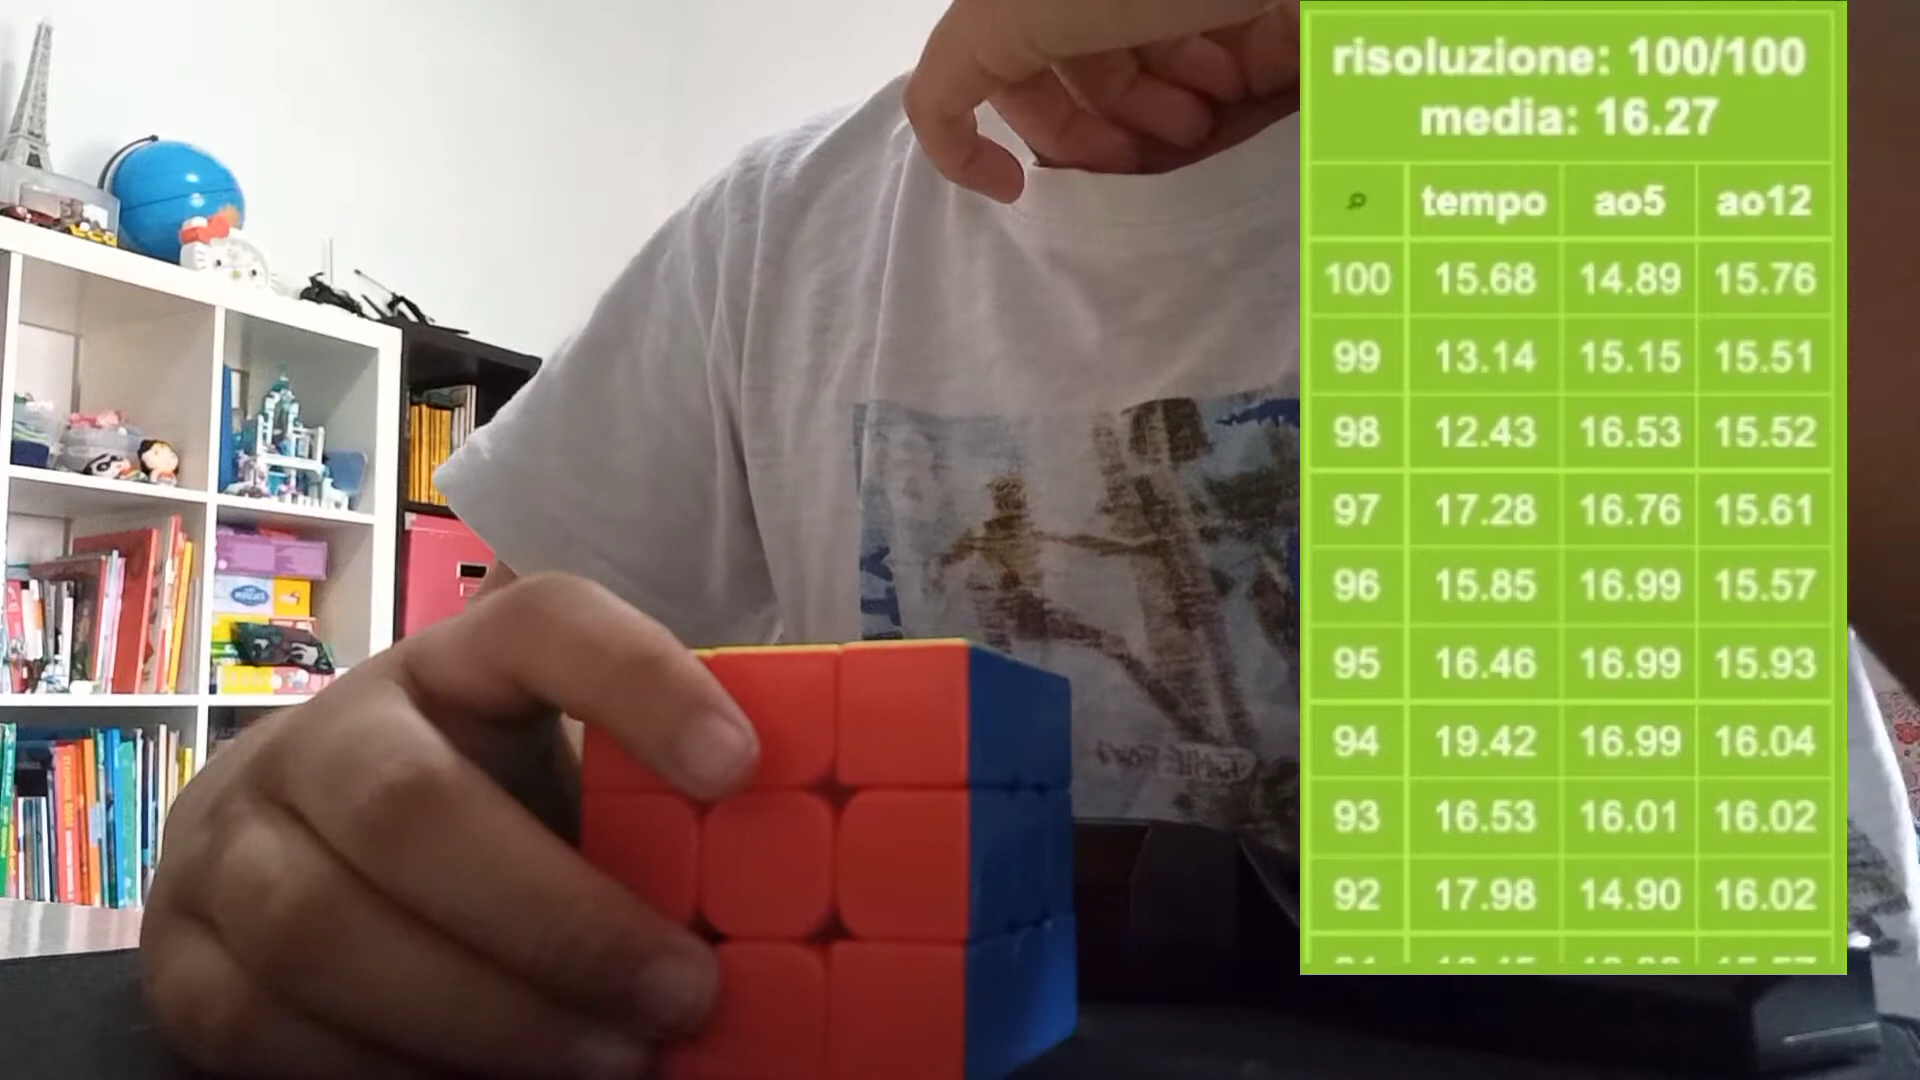 risoluzione: 100/100
media: 16.27
tempo ao5 ao12
100 15.68 14.89 15.76
99 13.14 15.15 15.51
98 12.43 16.53 15.52
97 17.28 16.76 15.61
96 15.85 16.99 15.57
95 16.46 16.99 15.93
94 19.42 16.99 16.04
93 16.53 16.01 16.02
92 17.98 14.90 16.02